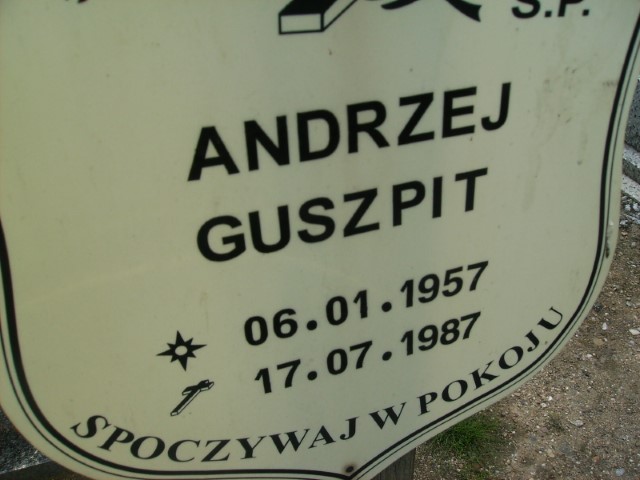 S.P.
ANDRZEJ
GUSZPIT
06.01.1957
17.07.1987
SPOCZYWAJ W POKOJU